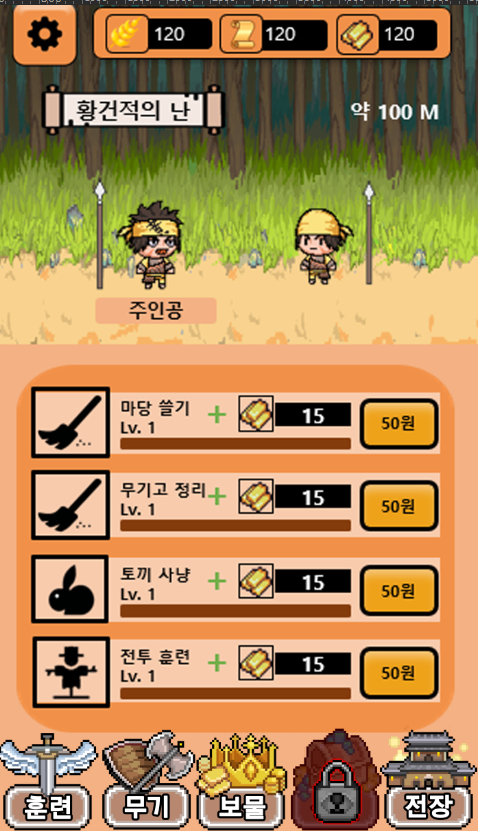 120 120 120
황건적의 난
약 100 M
주인공
마당 쓸기 + 15 50원
Lv. 1
무기고 정리 + 15 50원
Lv. 1
토끼 사냥 + 15 50원
Lv. 1
전투 훈련 + 15 50원
Lv. 1
훈련 무기 보물 전장